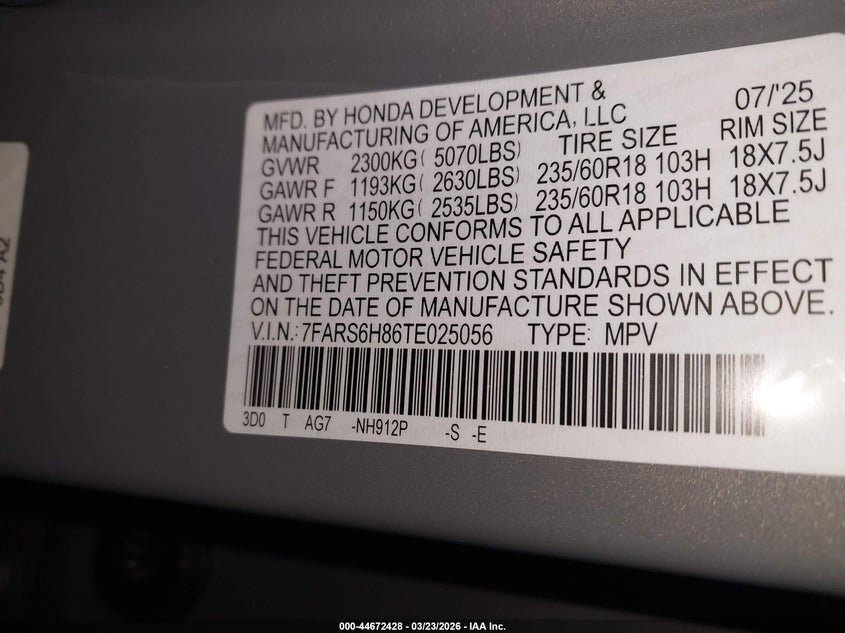 MFD. BY HONDA DEVELOPMENT & 07/'25
MANUFACTURING OF AMERICA, LLC TIRE SIZE RIM SIZE
GVWR 2300KG( 5070LBS)
GAWR F 1193KG( 2630LBS) 235/60R18 103H 18X7.5J
GAWR R 1150KG( 2535LBS) 235/60R18 103H 18X7.5J
THIS VEHICLE CONFORMS TO ALL APPLICABLE
FEDERAL MOTOR VEHICLE SAFETY
AND THEFT PREVENTION STANDARDS IN EFFECT
ON THE DATE OF MANUFACTURE SHOWN ABOVE.
V.I.N.: 7FARS6H86TE025056 TYPE: MPV
3D0 T AG7 -NH912P -S -E
000-44672428 - 03/23/2026 - IAA Inc.